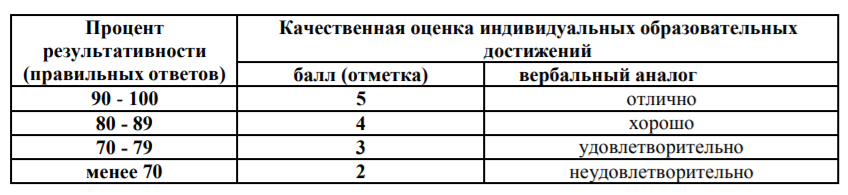 Процент результативности (правильных ответов)
Качественная оценка индивидуальных образовательных достижений
балл (отметка) вербальный аналог
90 - 100 5 отлично
80 - 89 4 хорошо
70 - 79 3 удовлетворительно
менее 70 2 неудовлетворительно